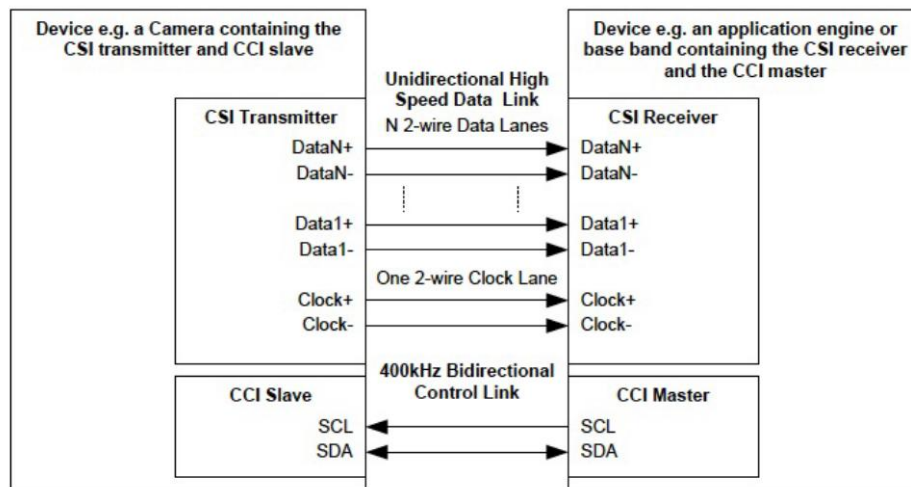 Device e.g. a Camera containing the
CSI transmitter and CCI slave
Device e.g. an application engine or
base band containing the CSI receiver
and the CCI master
Unidirectional High
Speed Data Link
N 2-wire Data Lanes
CSI Transmitter
CSI Receiver
DataN+
DataN+
DataN-
DataN-
Data1+
Data1+
Data1-
Data1-
One 2-wire Clock Lane
Clock+
Clock+
Clock-
Clock-
400kHz Bidirectional
Control Link
CCI Slave
CCI Master
SCL
SCL
SDA
SDA